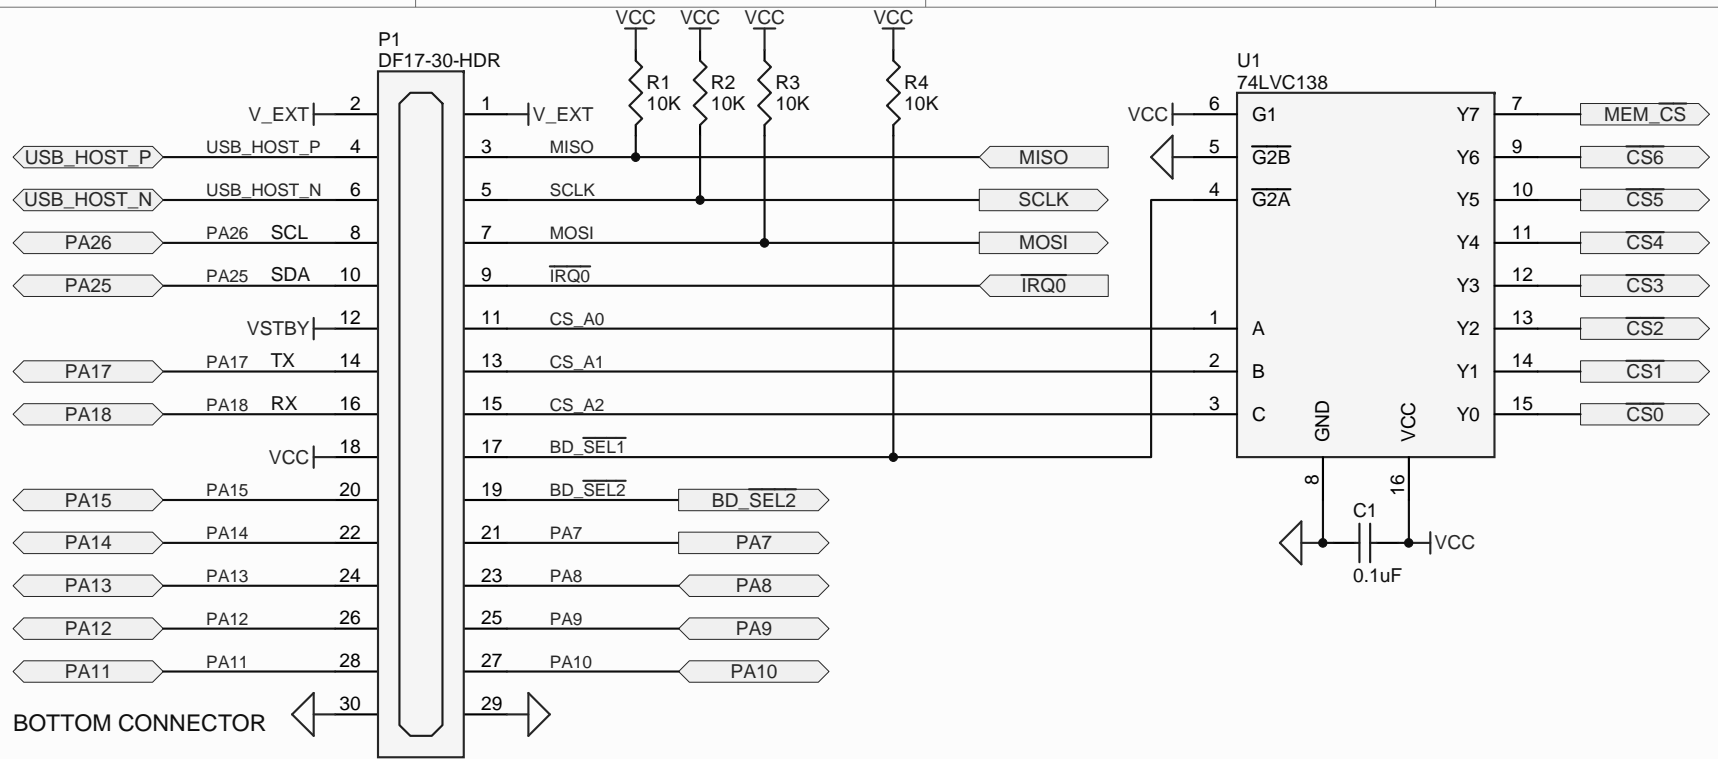 VCC VCC VCC VCC
P1
DF17-30-HDR
U1
74LVC138
R1
10K
R2
10K
R3
10K
R4
10K
V_EXT 2 1 V_EXT
USB_HOST_P USB_HOST_P 4 3 MISO MISO
USB_HOST_N USB_HOST_N 6 5 SCLK SCLK
PA26 PA26 SCL 8 7 MOSI MOSI
PA25 PA25 SDA 10 9 IRQ0 IRQ0
VSTBY 12 11 CS_A0
PA17 PA17 TX 14 13 CS_A1
PA18 PA18 RX 16 15 CS_A2
VCC 18 17 BD_SEL1
PA15 PA15 20 19 BD_SEL2 BD_SEL2
PA14 PA14 22 21 PA7 PA7
PA13 PA13 24 23 PA8 PA8
PA12 PA12 26 25 PA9 PA9
PA11 PA11 28 27 PA10 PA10
30 29
BOTTOM CONNECTOR
VCC 6 G1 Y7 7 MEM_CS
5 G2B Y6 9 CS6
4 G2A Y5 10 CS5
Y4 11 CS4
Y3 12 CS3
1 A Y2 13 CS2
2 B Y1 14 CS1
3 C Y0 15 CS0
GND VCC
8 16
C1
VCC
0.1uF